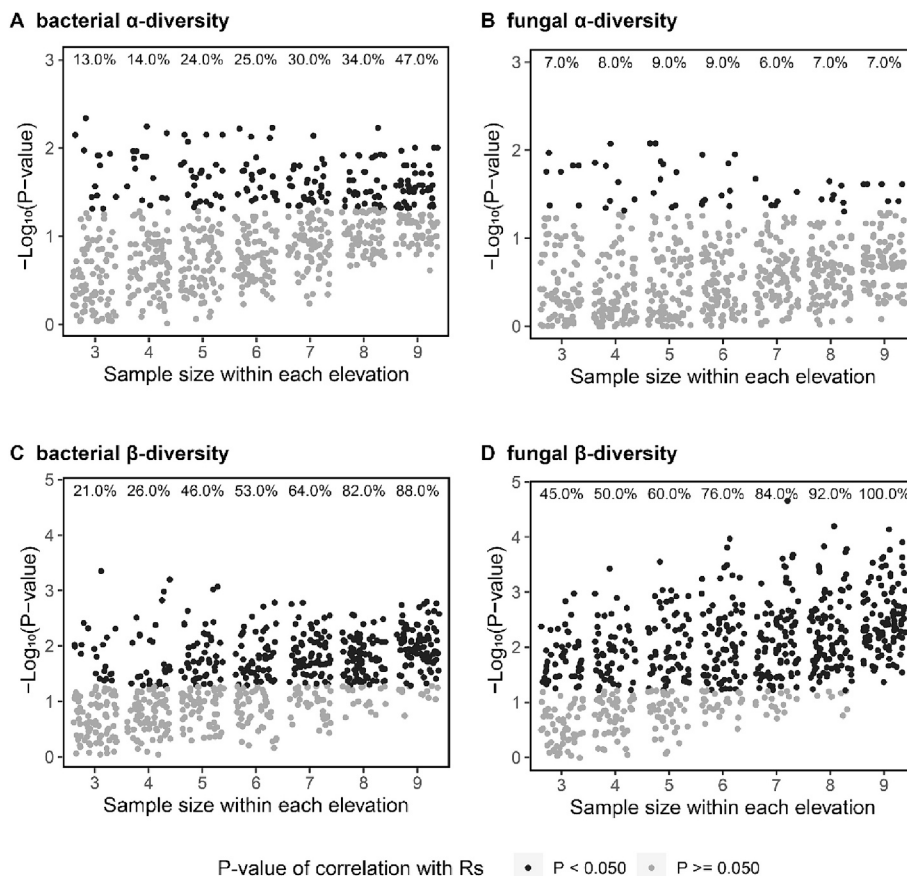 A bacterial α-diversity
3
2
1
0
−Log₁₀(P−value)
13.0% 14.0% 24.0% 25.0% 30.0% 34.0% 47.0%
3 4 5 6 7 8 9
Sample size within each elevation
B fungal α-diversity
3
2
1
0
−Log₁₀(P−value)
7.0% 8.0% 9.0% 9.0% 6.0% 7.0% 7.0%
3 4 5 6 7 8 9
Sample size within each elevation
C bacterial β-diversity
5
4
3
2
1
0
−Log₁₀(P−value)
21.0% 26.0% 46.0% 53.0% 64.0% 82.0% 88.0%
3 4 5 6 7 8 9
Sample size within each elevation
D fungal β-diversity
5
4
3
2
1
0
−Log₁₀(P−value)
45.0% 50.0% 60.0% 76.0% 84.0% 92.0% 100.0%
3 4 5 6 7 8 9
Sample size within each elevation
P-value of correlation with Rs P < 0.050 P >= 0.050